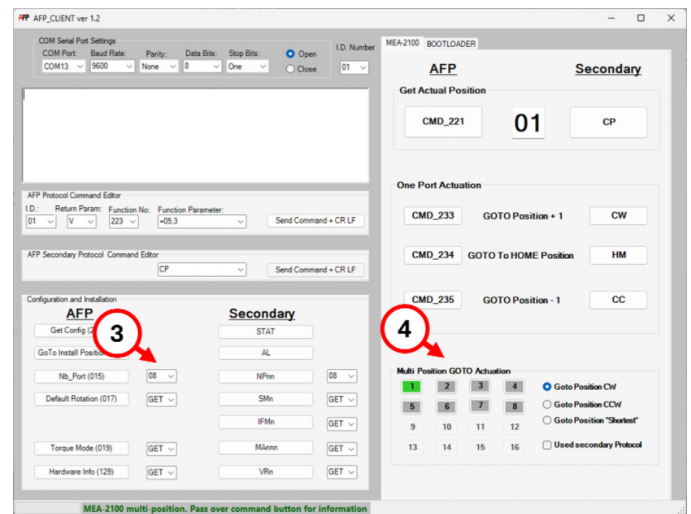 AFP AFP_CLIENT ver 1.2
COM Serial Port Settings
COM Port: Baud Rate: Parity: Data Bits: Stop Bits:
COM13 9600 None 8 One
Open
Close
I.D. Number
01
AFP Protocol Command Editor
I.D.: Return Param: Function No: Function Parameter:
01 V 223 +05,3 Send Command + CR LF
AFP Secondary Protocol Command Editor
CP Send Command + CR LF
Configuration and Installation
AFP Secondary
Get Config STAT
GoTo Install AL
Nb_Port (015) 08 NPnn 08
Default Rotation (017) GET SMn GET
IFMn GET
Torque Mode (019) GET MAnnn GET
Hardware Info (129) GET VRn GET
3
MEA-2100 BOOTLOADER
AFP Secondary
Get Actual Position
CMD_221 01 CP
One Port Actuation
CMD_233 GOTO Position + 1 CW
CMD_234 GOTO To HOME Position HM
CMD_235 GOTO Position - 1 CC
4
Multi Position GOTO Actuation
1 2 3 4 Goto Position CW
5 6 7 8 Goto Position CCW
9 10 11 12 Goto Position "Shortest"
13 14 15 16 Used secondary Protocol
MEA-2100 multi-position. Pass over command button for information